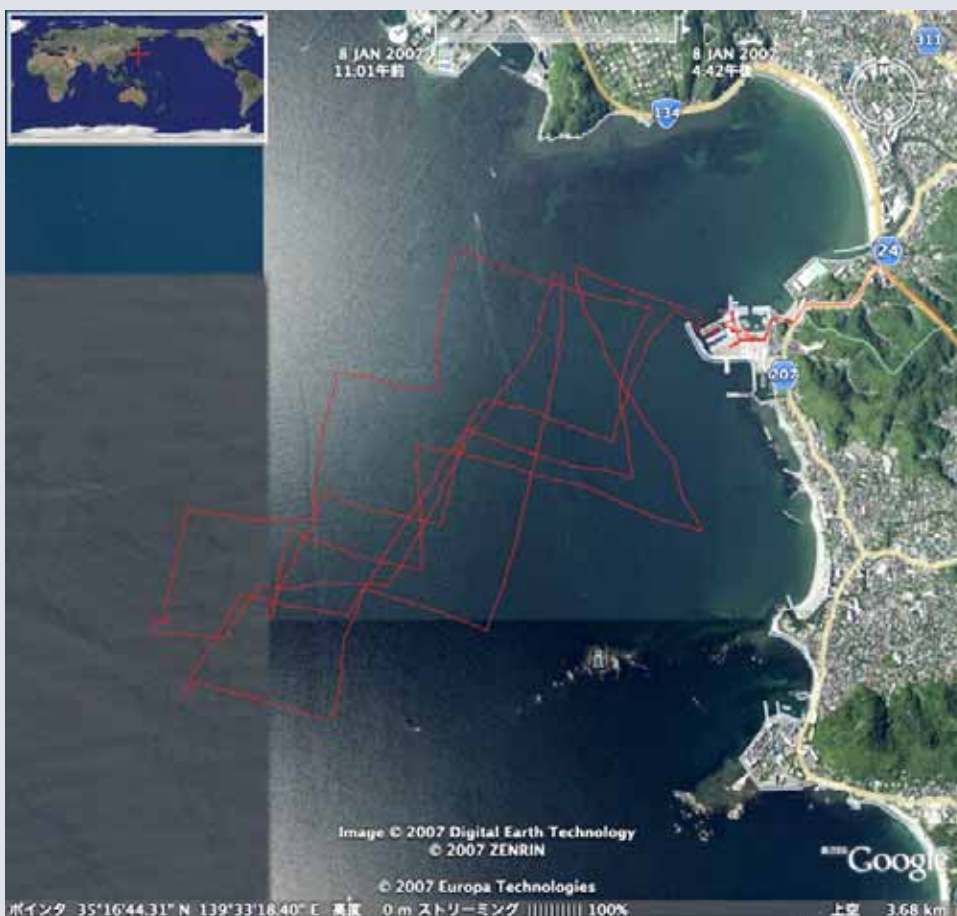 8 JAN 2007
11:01午前
8 JAN 2007
4:42午後
311
134
24
207
Image © 2007 Digital Earth Technology
© 2007 ZENRIN
© 2007 Europa Technologies
Google
ポインタ 35°16'44.31" N 139°33'18.40" E 高度 0 m ストリーミング 100% 上空 3.68 km